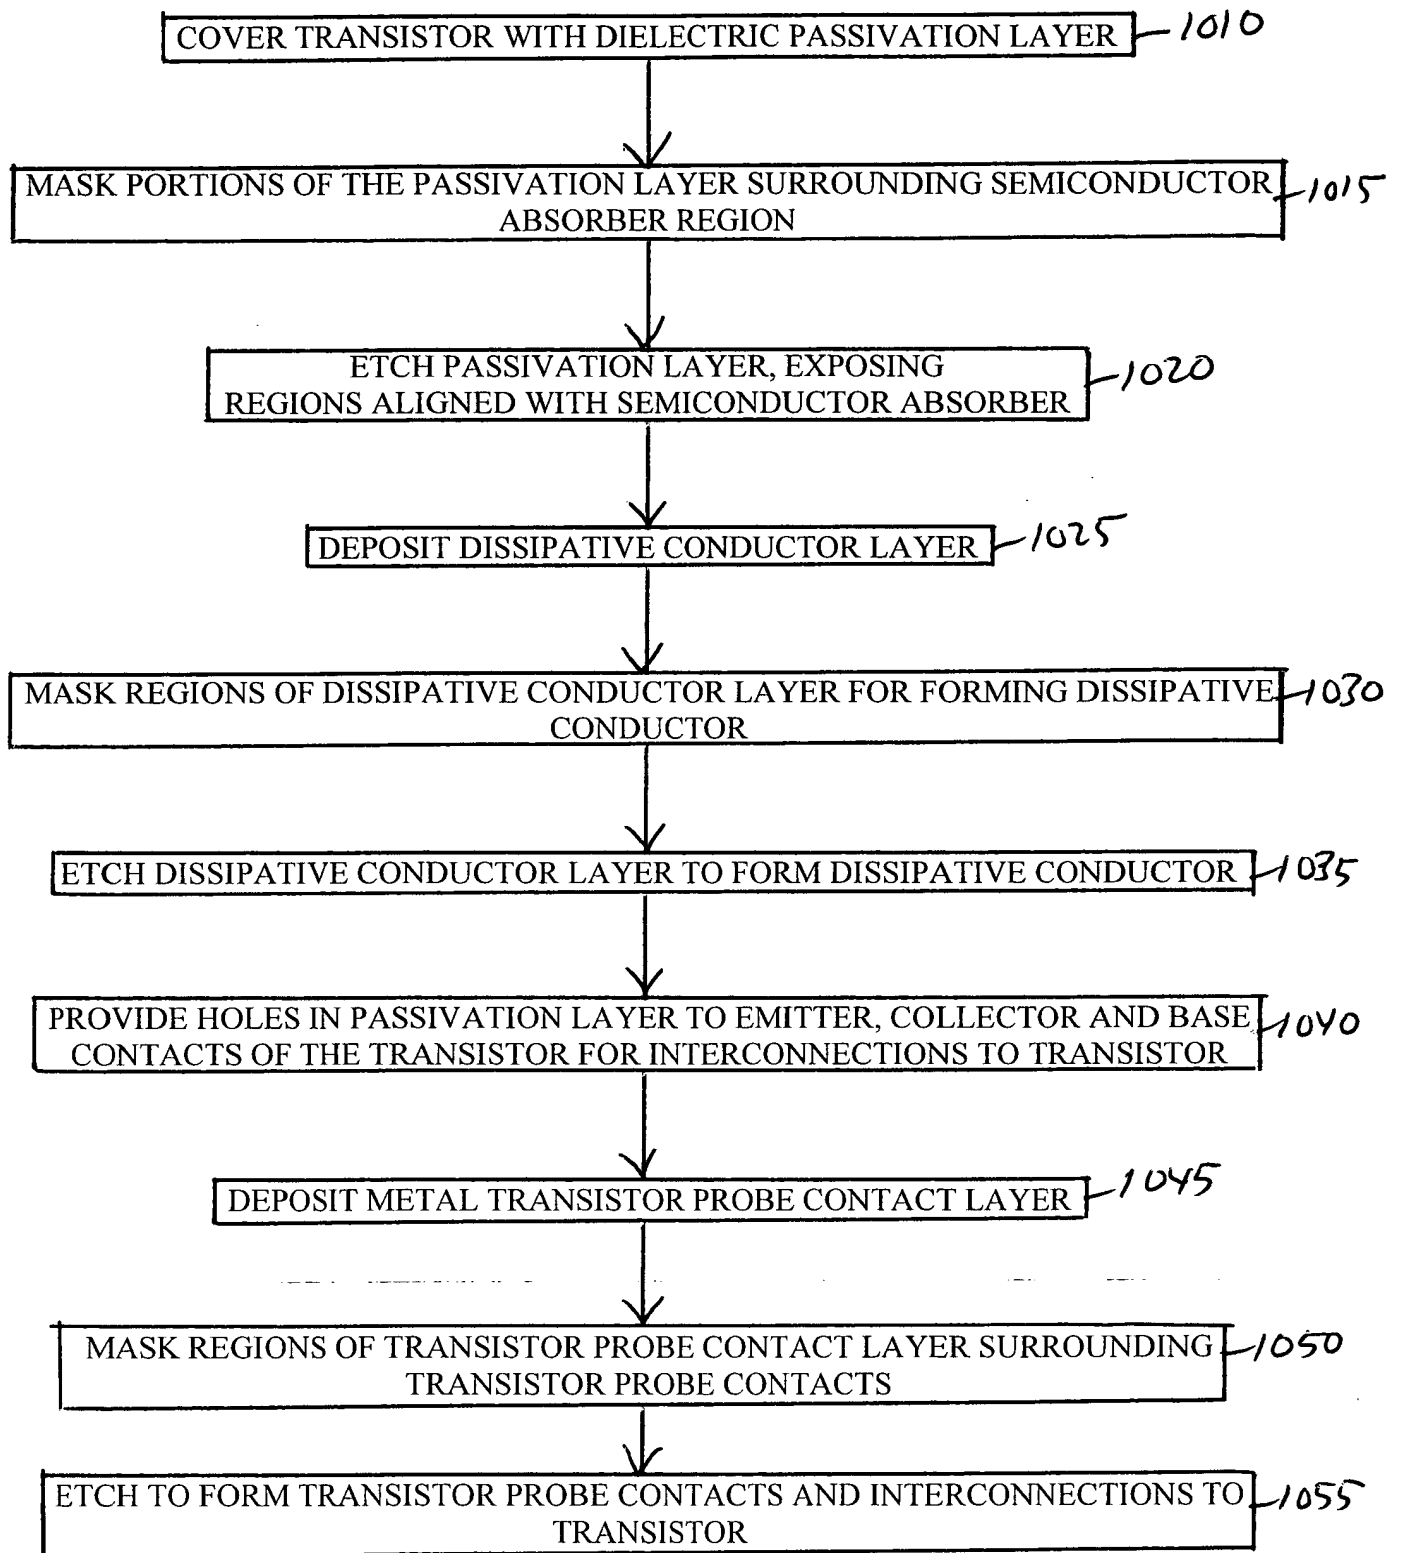 COVER TRANSISTOR WITH DIELECTRIC PASSIVATION LAYER 1010
MASK PORTIONS OF THE PASSIVATION LAYER SURROUNDING SEMICONDUCTOR 1015
ABSORBER REGION
ETCH PASSIVATION LAYER, EXPOSING 1020
REGIONS ALIGNED WITH SEMICONDUCTOR ABSORBER
DEPOSIT DISSIPATIVE CONDUCTOR LAYER 1025
MASK REGIONS OF DISSIPATIVE CONDUCTOR LAYER FOR FORMING DISSIPATIVE 1030
CONDUCTOR
ETCH DISSIPATIVE CONDUCTOR LAYER TO FORM DISSIPATIVE CONDUCTOR 1035
PROVIDE HOLES IN PASSIVATION LAYER TO EMITTER, COLLECTOR AND BASE 1040
CONTACTS OF THE TRANSISTOR FOR INTERCONNECTIONS TO TRANSISTOR
DEPOSIT METAL TRANSISTOR PROBE CONTACT LAYER 1045
MASK REGIONS OF TRANSISTOR PROBE CONTACT LAYER SURROUNDING 1050
TRANSISTOR PROBE CONTACTS
ETCH TO FORM TRANSISTOR PROBE CONTACTS AND INTERCONNECTIONS TO 1055
TRANSISTOR